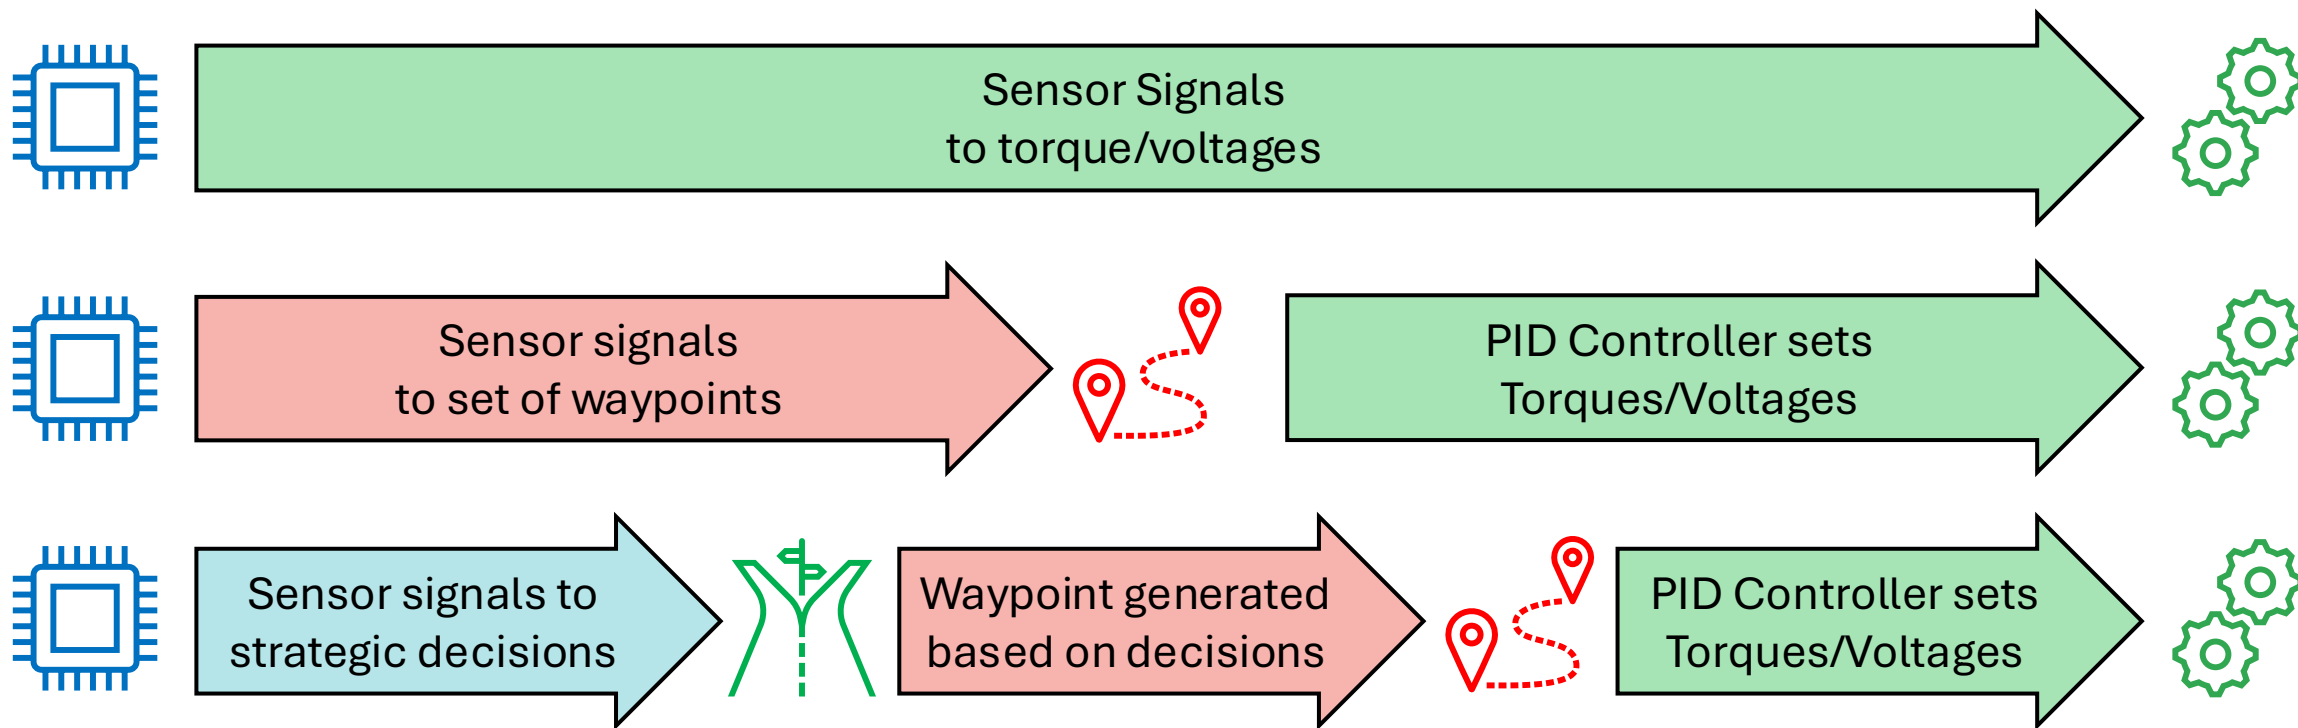 Sensor Signals
to torque/voltages
Sensor signals
to set of waypoints
PID Controller sets
Torques/Voltages
Sensor signals to
strategic decisions
Waypoint generated
based on decisions
PID Controller sets
Torques/Voltages